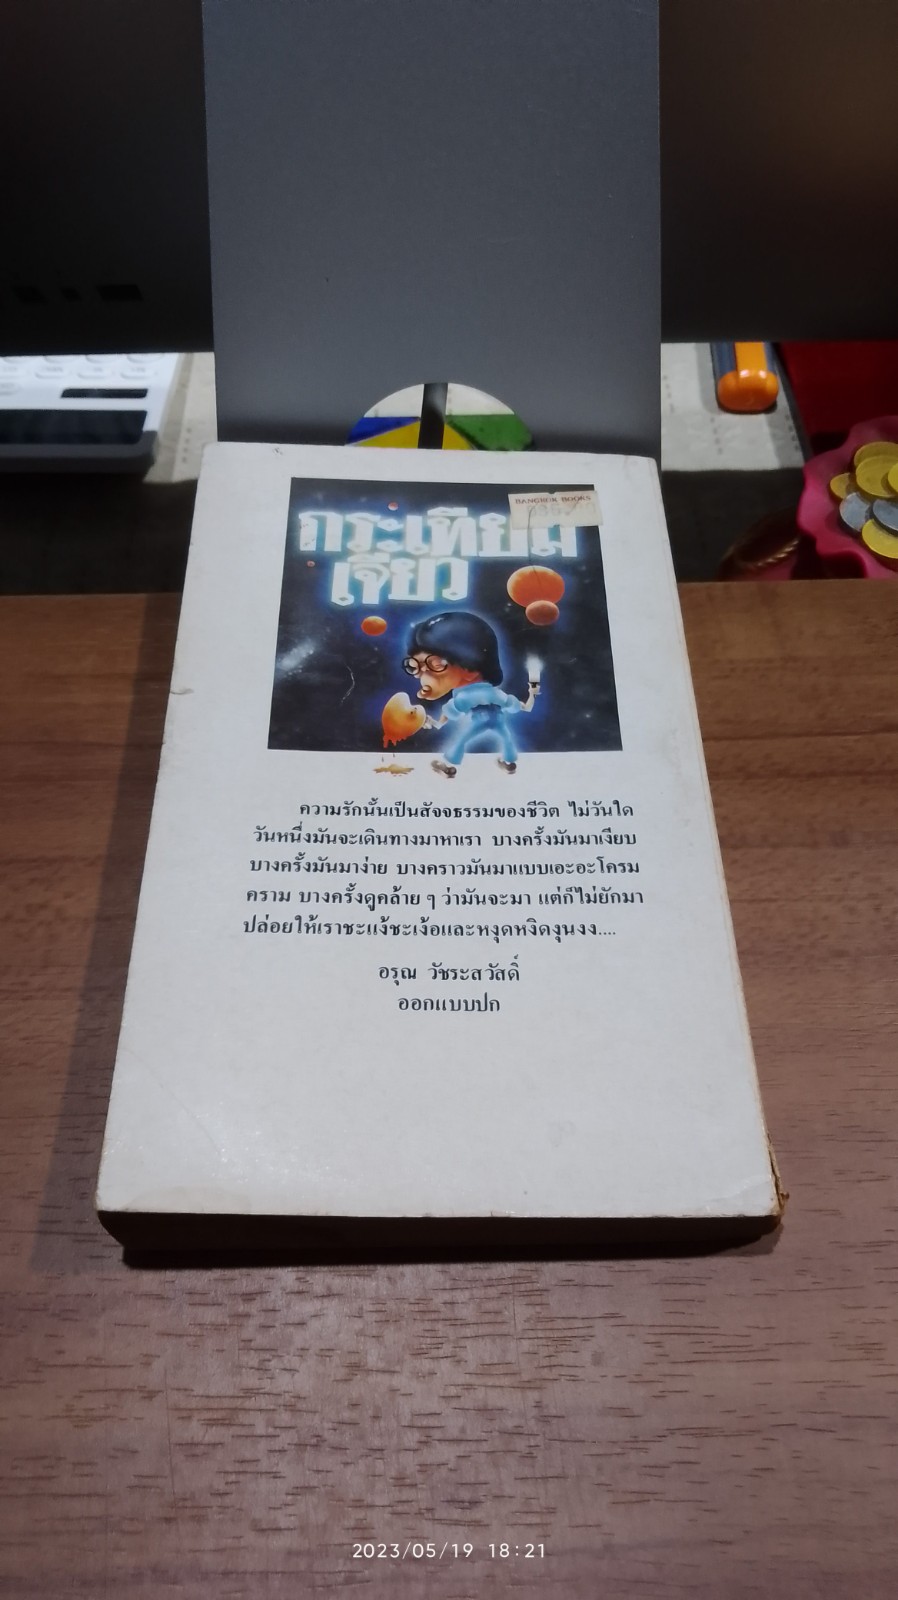 BANGKOK BOOKS
กระเทียม
เจียว
ความรักนั้นเป็นสัจจธรรมของชีวิต ไม่วันใด
วันหนึ่งมันจะเดินทางมาหาเรา บางครั้งมันมาเงียบ
บางครั้งมันมาง่าย บางคราวมันมาแบบเอะอะโครม
คราม บางครั้งดูคล้าย ๆ ว่ามันจะมา แต่ก็ไม่ยักมา
ปล่อยให้เราชะแง้ชะเง้อและหงุดหงิดงุนงง....
อรุณ วัชระสวัสดิ์
ออกแบบปก
2023/05/19 18:21